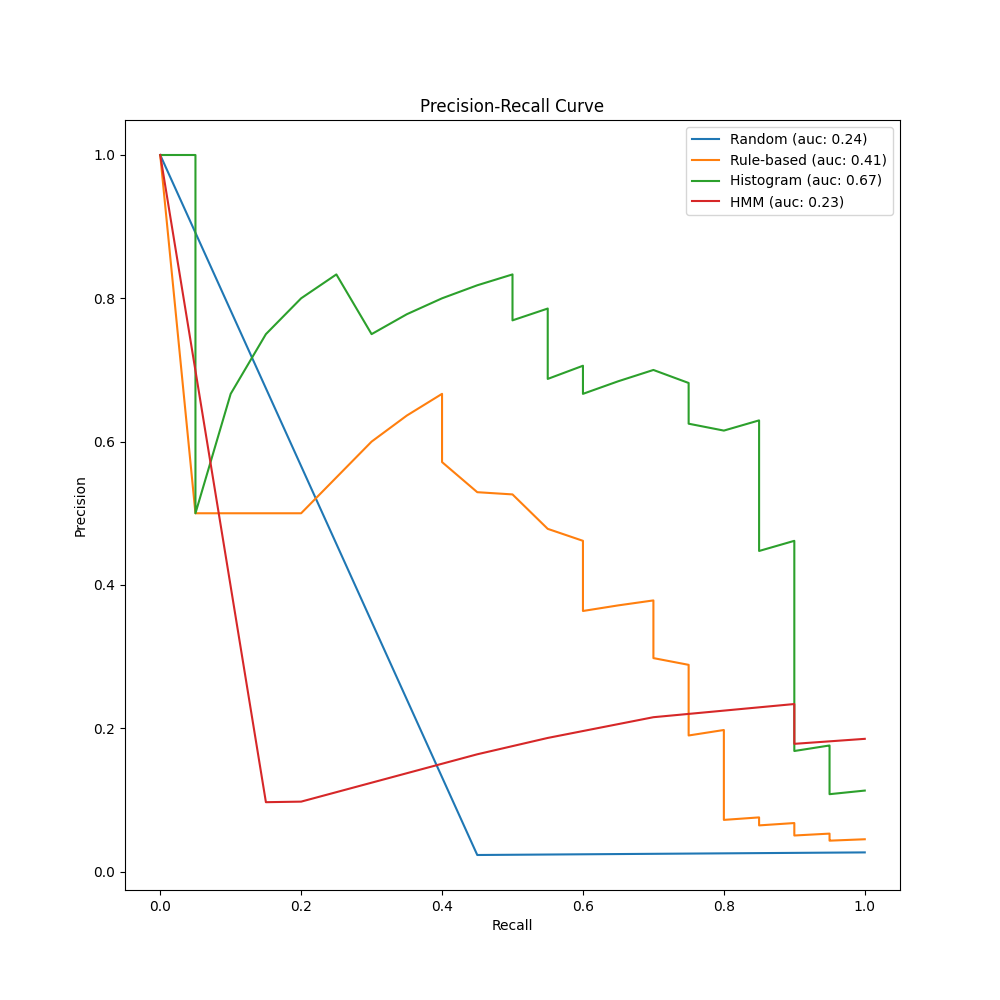 Precision-Recall Curve
Random (auc: 0.24)
Rule-based (auc: 0.41)
Histogram (auc: 0.67)
HMM (auc: 0.23)
1.0
0.8
0.6
0.4
0.2
0.0
Precision
0.0 0.2 0.4 0.6 0.8 1.0
Recall